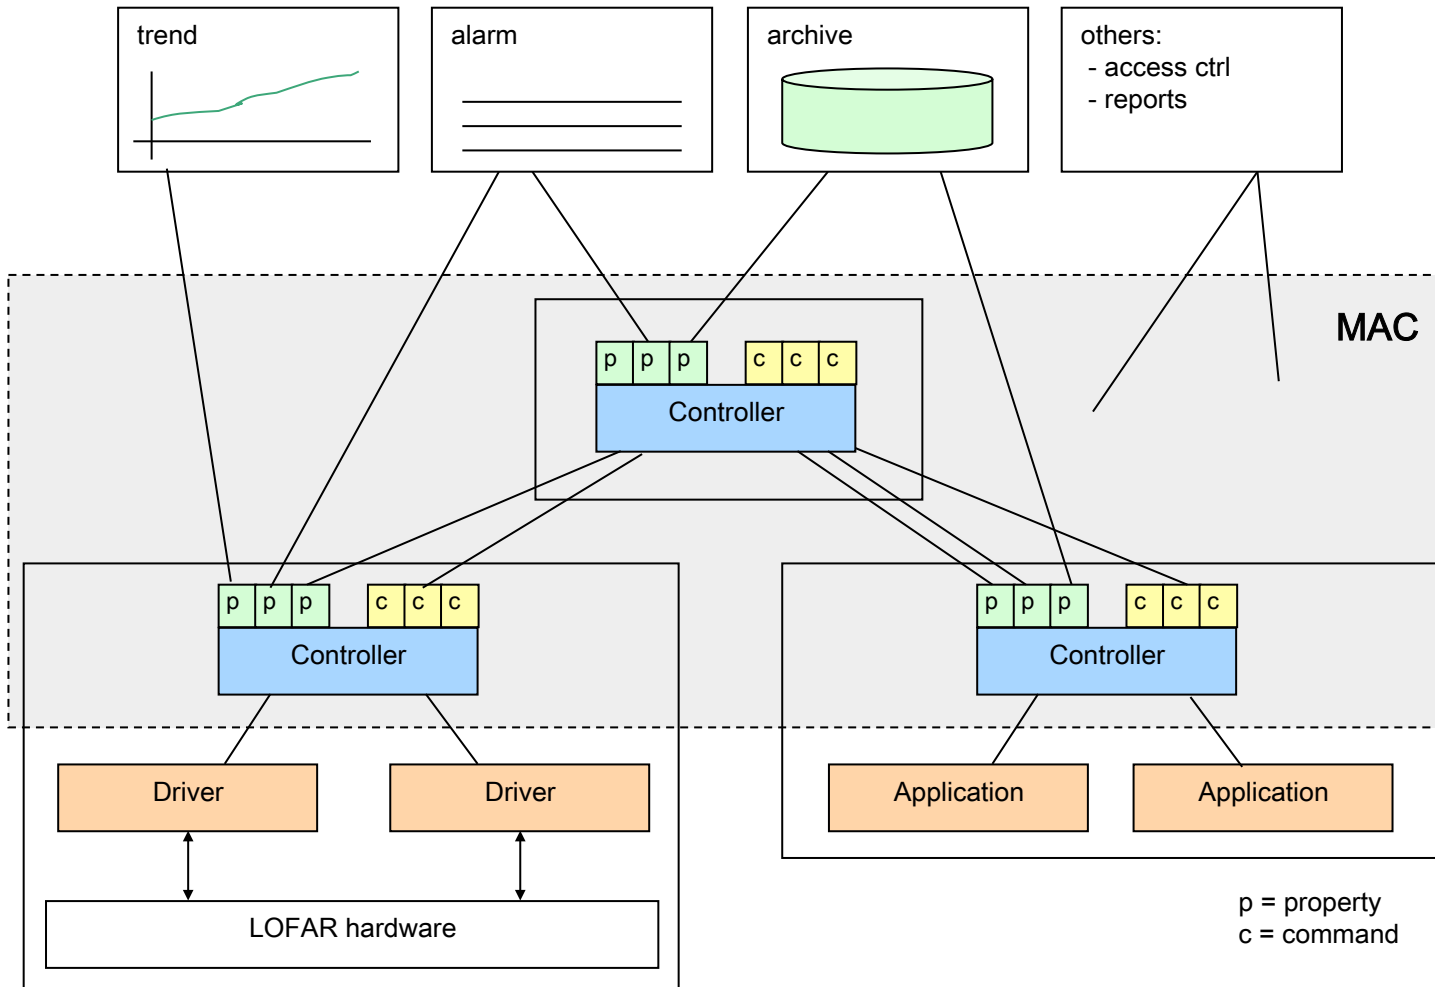 trend
alarm
archive
others:
- access ctrl
- reports
MAC
p p p c c c
Controller
p p p c c c
Controller
p p p c c c
Controller
Driver
Driver
Application
Application
LOFAR hardware
p = property
c = command